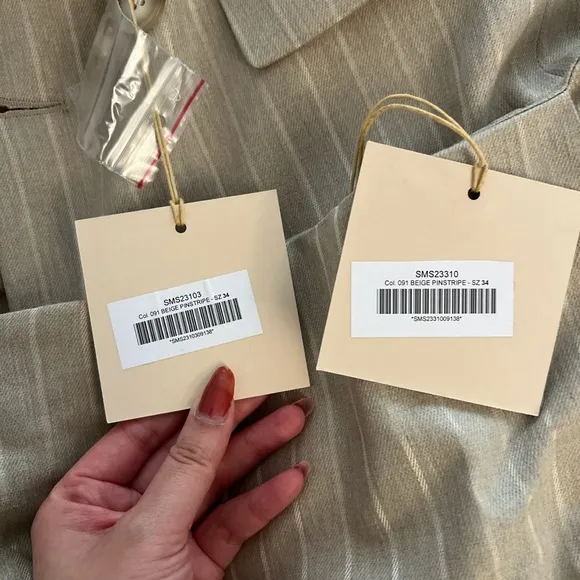 SMS23103
Col. 091 BEIGE PINSTRIPE - SZ 34
*SMS2310309138*
SMS23310
Col. 091 BEIGE PINSTRIPE - SZ 34
*SMS2331009138*